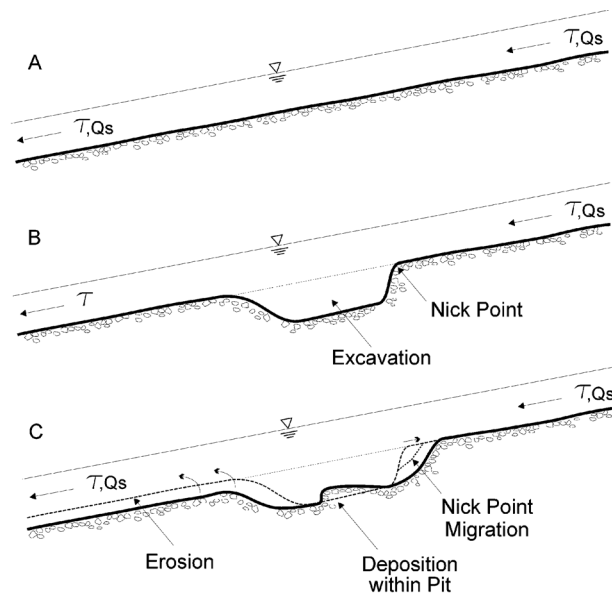 A
τ,Qs
τ,Qs
B
τ,Qs
τ
Nick Point
Excavation
C
τ,Qs
τ,Qs
Nick Point
Migration
Erosion
Deposition
within Pit